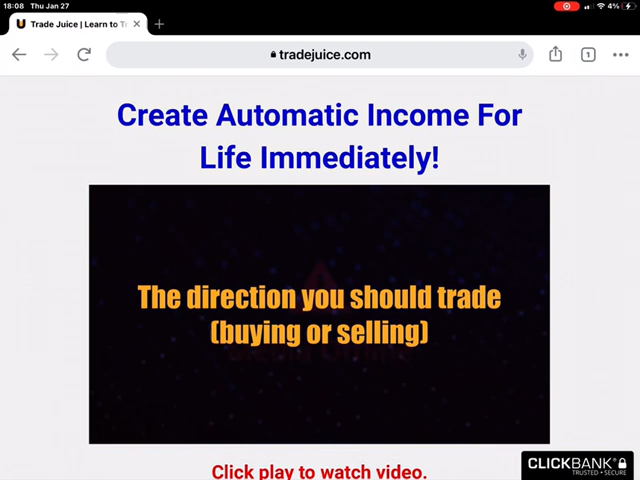 18:08 Thu Jan 27
4%
Trade Juice | Learn to Tr
tradejuice.com
1
Create Automatic Income For
Life Immediately!
The direction you should trade
(buying or selling)
Click play to watch video.
CLICKBANK
TRUSTED • SECURE